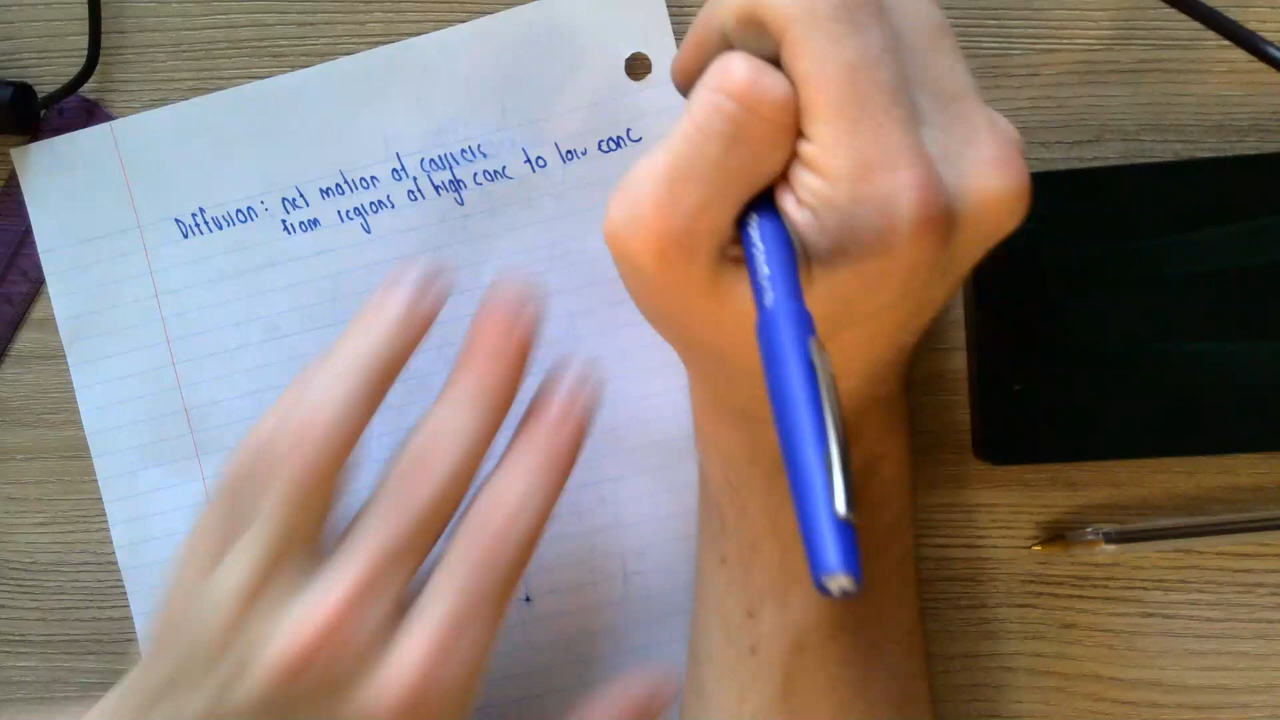 Diffusion: net motion of carriers
from regions of high conc to low conc